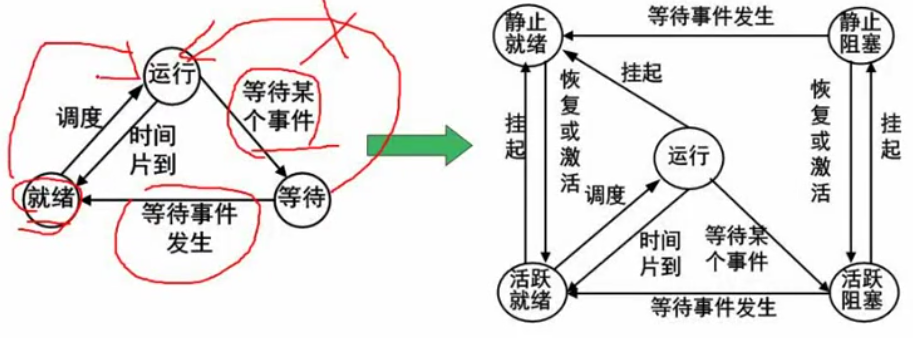 运行
调度
时间
片到
等待某
个事件
就绪
等待事件
发生
等待
静止
就绪
等待事件发生
静止
阻塞
挂起
挂起
恢复或激活
运行
恢复或激活
挂起
调度
时间
片到
等待某
个事件
活跃
就绪
等待事件发生
活跃
阻塞